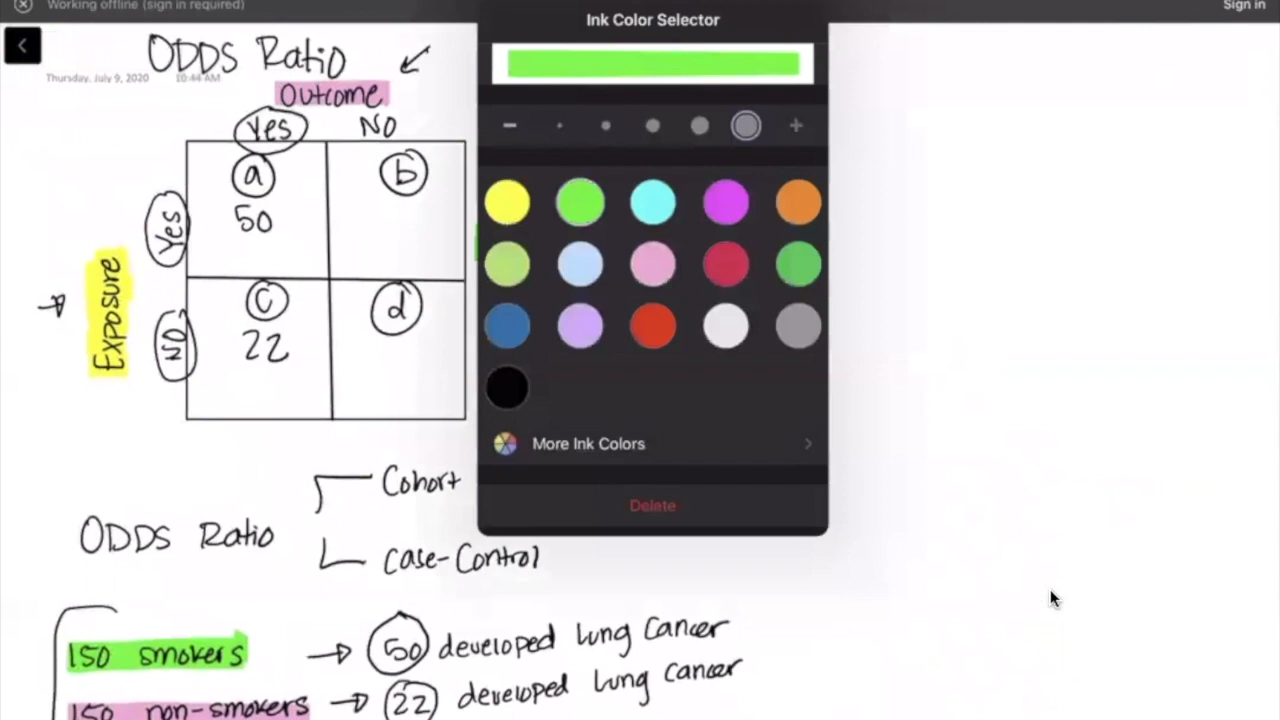 Working offline (sign in required)
Sign in
Ink Color Selector
ODDS Ratio
Thursday, July 9, 2020 10:44 AM
Outcome
Yes NO
a b
Yes
50
Exposure
c d
NO
22
More Ink Colors
Delete
Cohort
ODDS Ratio
Case-Control
150 smokers → 50 developed lung cancer
150 non-smokers → 22 developed lung cancer